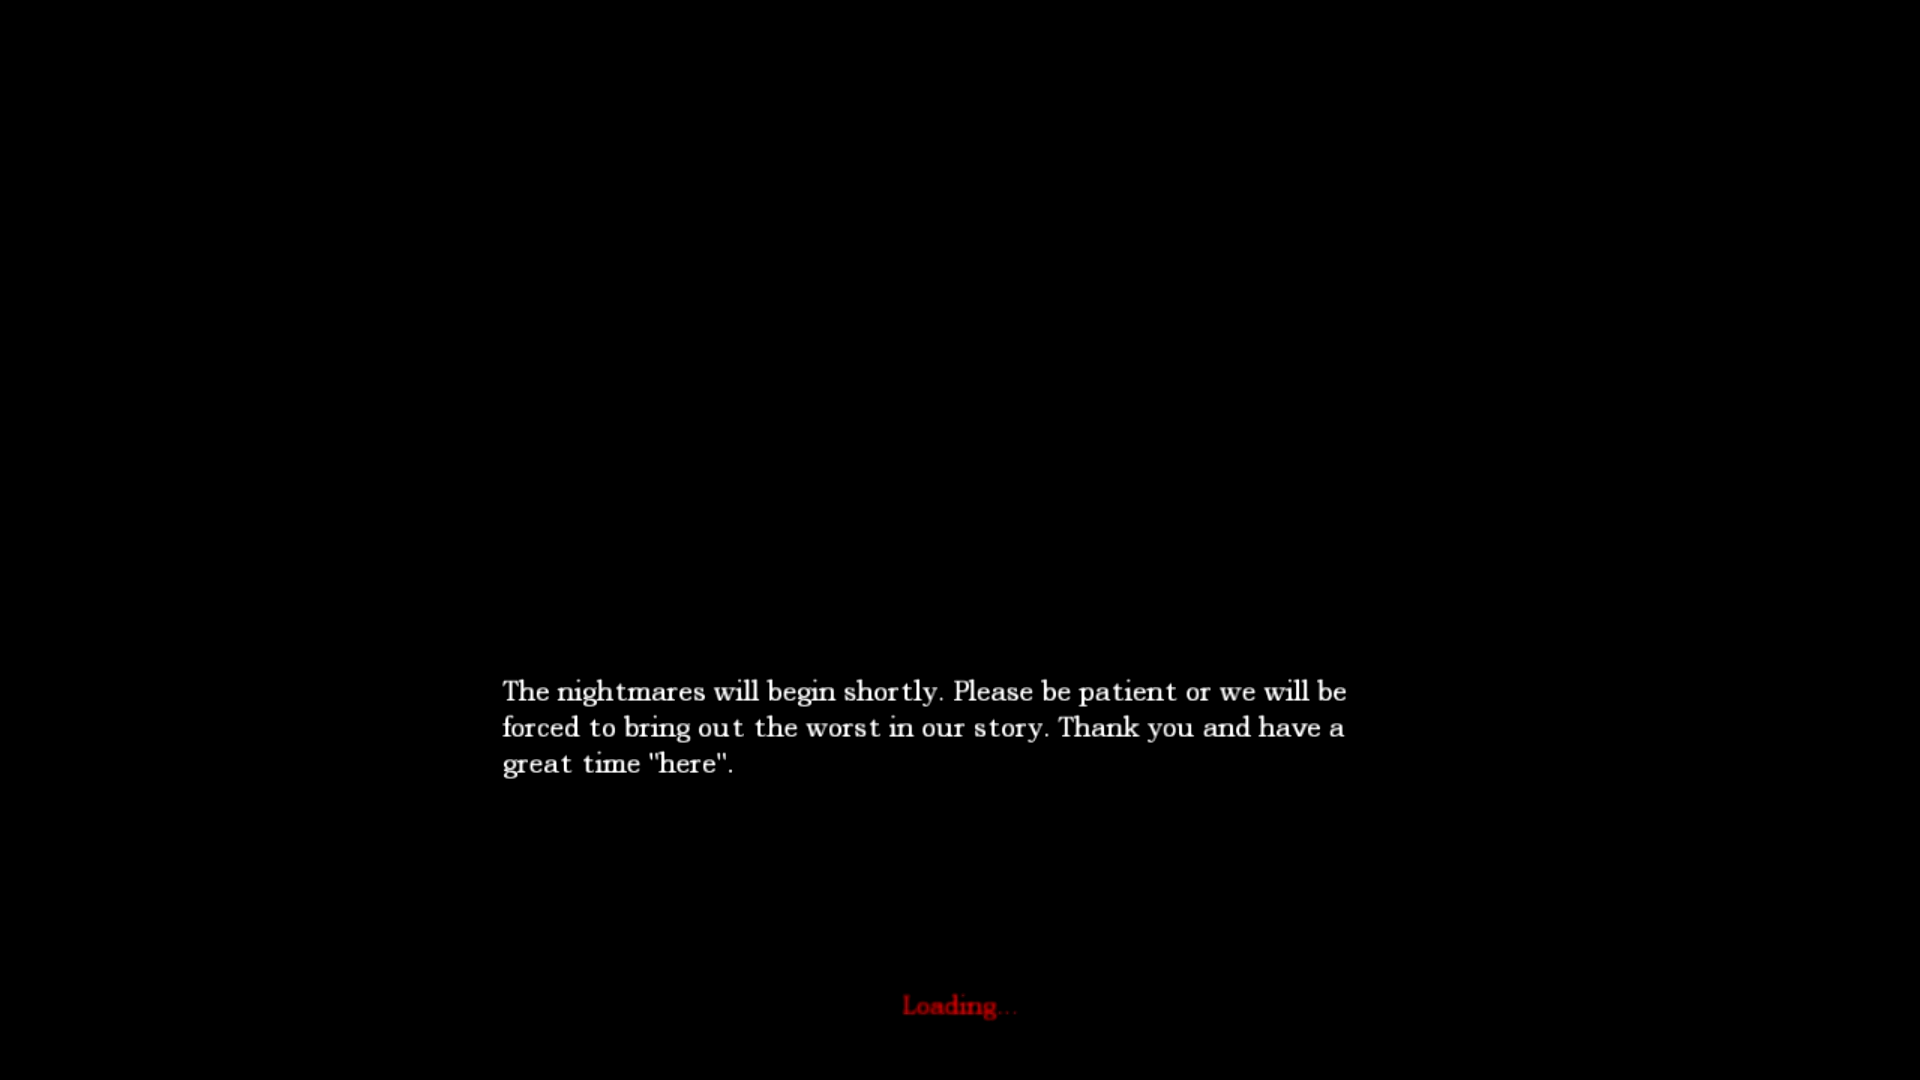 The nightmares will begin shortly. Please be patient or we will be
forced to bring out the worst in our story. Thank you and have a
great time "here".
Loading...